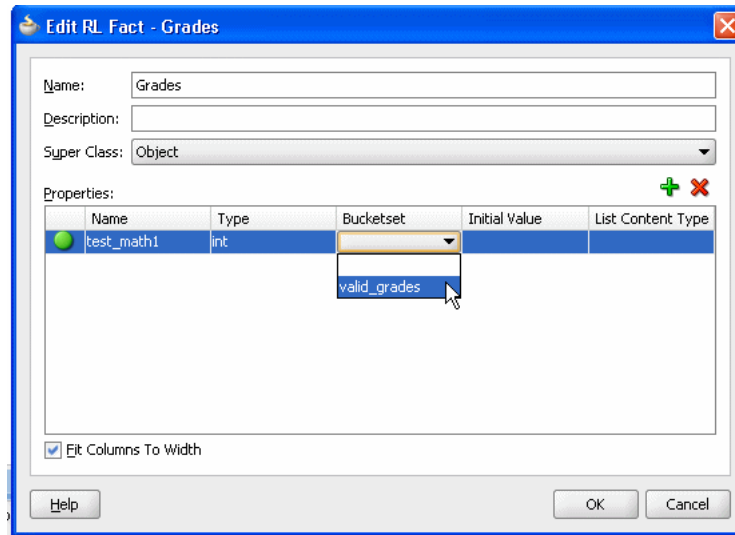 Edit RL Fact - Grades
Name: Grades
Description:
Super Class: Object
Properties:
Name Type Bucketset Initial Value List Content Type
test_math1 int
valid_grades
Fit Columns To Width
Help OK Cancel